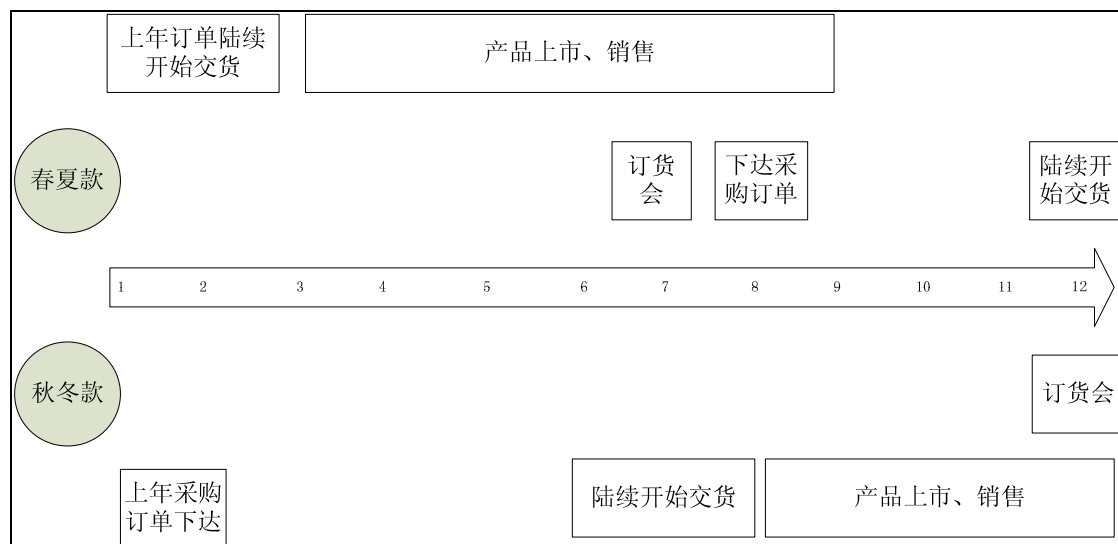 上年订单陆续
开始交货
产品上市、销售
春夏款
订货
会
下达采
购订单
陆续开
始交货
1 2 3 4 5 6 7 8 9 10 11 12
秋冬款
订货会
上年采购
订单下达
陆续开始交货
产品上市、销售